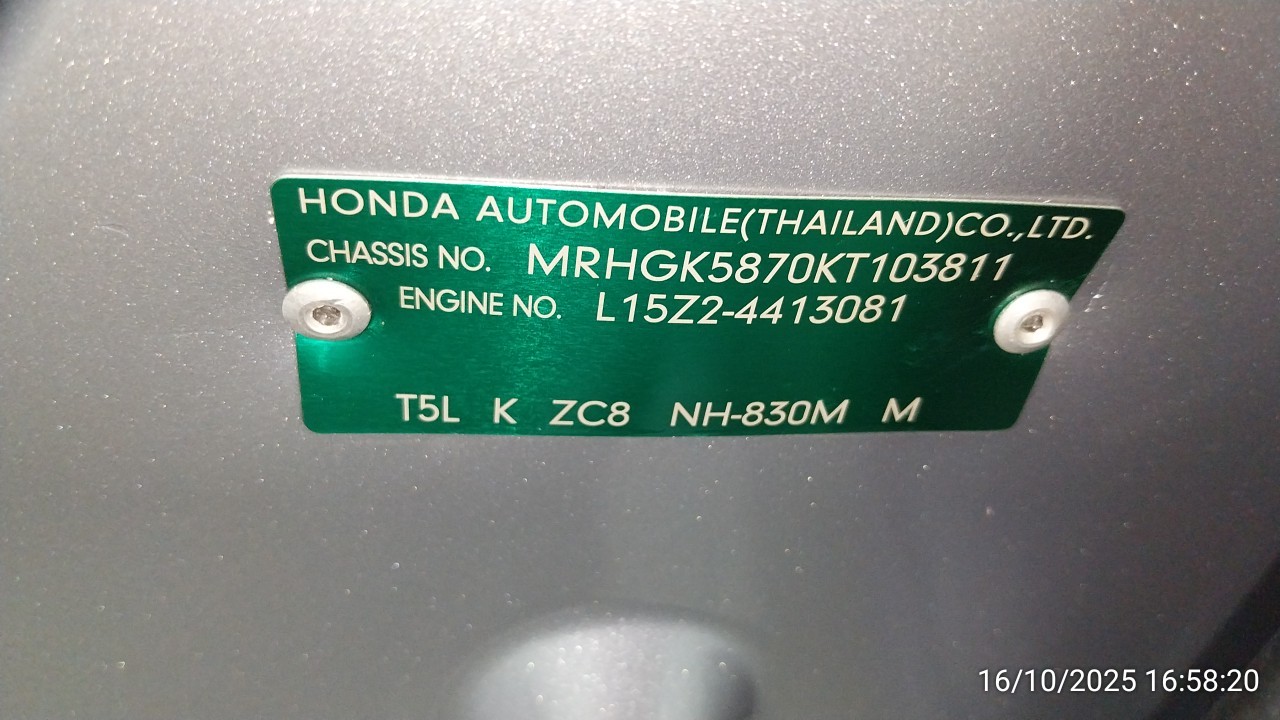 HONDA AUTOMOBILE(THAILAND)CO.,LTD.
CHASSIS NO. MRHGK5870KT103811
ENGINE NO. L15Z2-4413081
T5L K ZC8 NH-830M M
16/10/2025 16:58:20